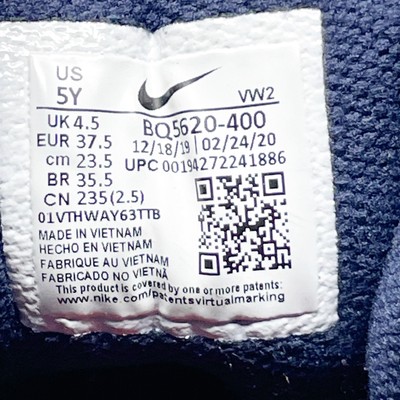 US
5Y
VW2
UK 4.5
BQ5620-400
EUR 37.5
12/18/19 | 02/24/20
cm 23.5
UPC 00194272241886
BR 35.5
CN 235(2.5)
01VTHWAY63TTB
MADE IN VIETNAM
HECHO EN VIETNAM
FABRIQUE AU VIETNAM
FABRICADO NO VIETNÃ
This product is covered by one or more patents:
www.nike.com/patentsvirtualmarking